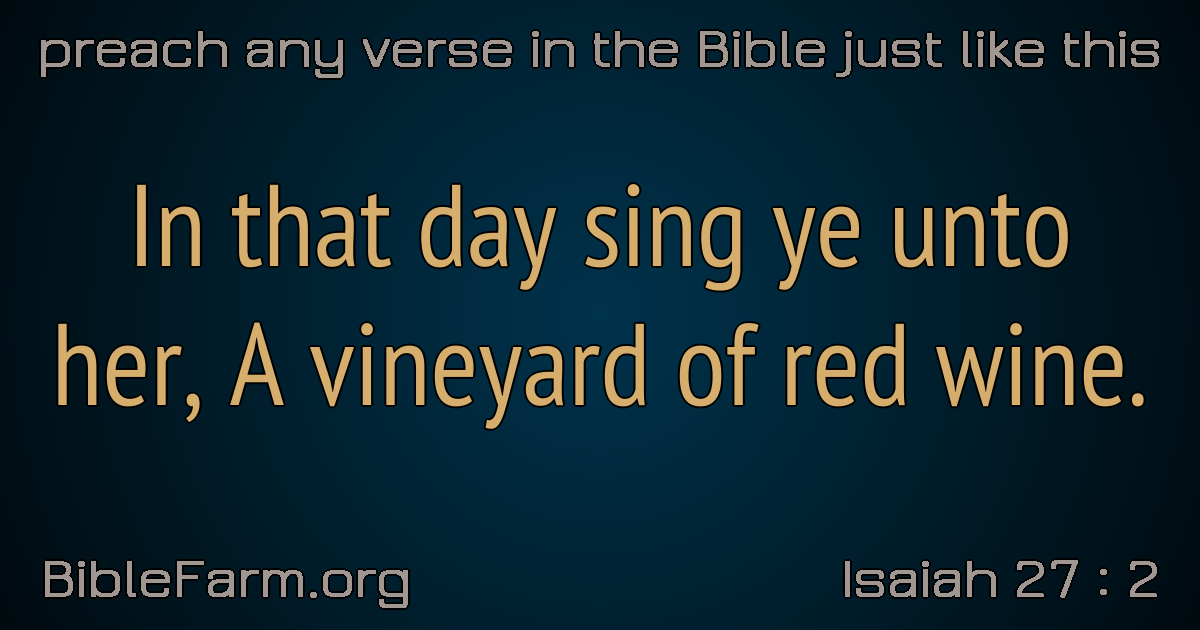 preach any verse in the Bible just like this
In that day sing ye unto
her, A vineyard of red wine.
BibleFarm.org
Isaiah 27 : 2